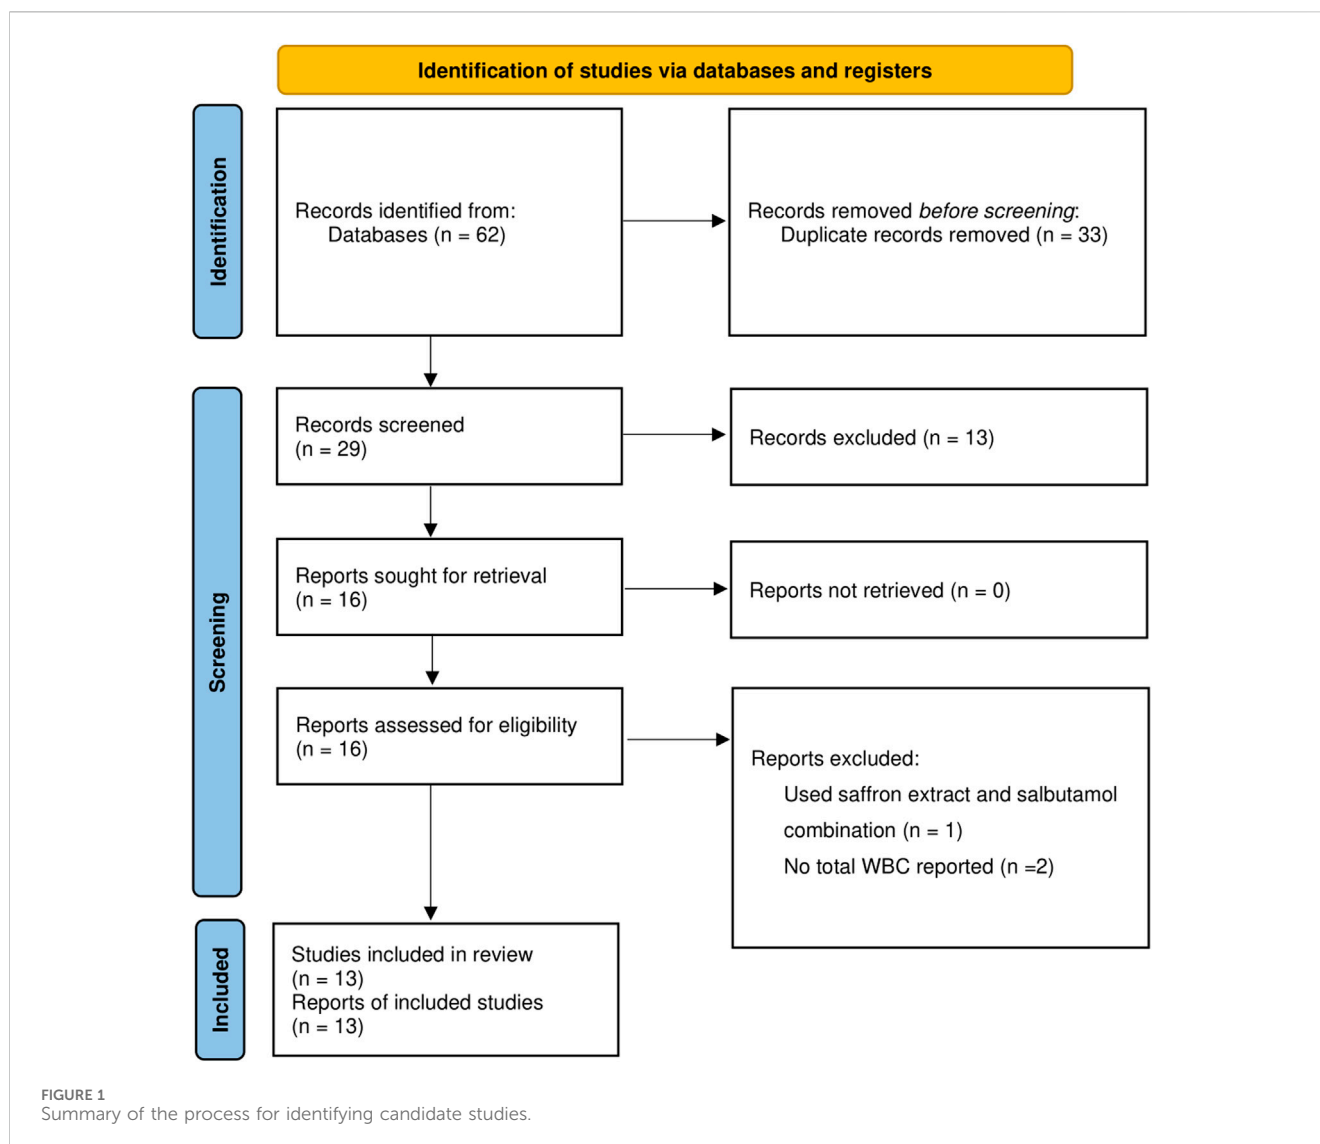 Identification of studies via databases and registers
Identification
Records identified from:
Databases (n = 62)
Records removed before screening:
Duplicate records removed (n = 33)
Screening
Records screened
(n = 29)
Records excluded (n = 13)
Reports sought for retrieval
(n = 16)
Reports not retrieved (n = 0)
Reports assessed for eligibility
(n = 16)
Reports excluded:
Used saffron extract and salbutamol
combination (n = 1)
No total WBC reported (n =2)
Included
Studies included in review
(n = 13)
Reports of included studies
(n = 13)
FIGURE 1
Summary of the process for identifying candidate studies.